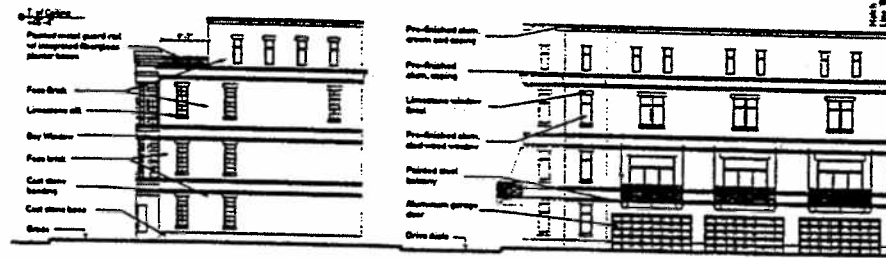 T. of Coping
Painted metal guard rail
w/ integrated fiberglass
planter boxes
Face Brick
Limestone sill
Bay Window
Face brick
Cast stone
banding
Cast stone base
Grade
Pre-finished alum.
crown and coping
Pre-finished
alum. coping
Limestone window
lintel
Pre-finished alum.
clad wood window
Painted steel
balcony
Aluminum garage
door
Drive Aisle